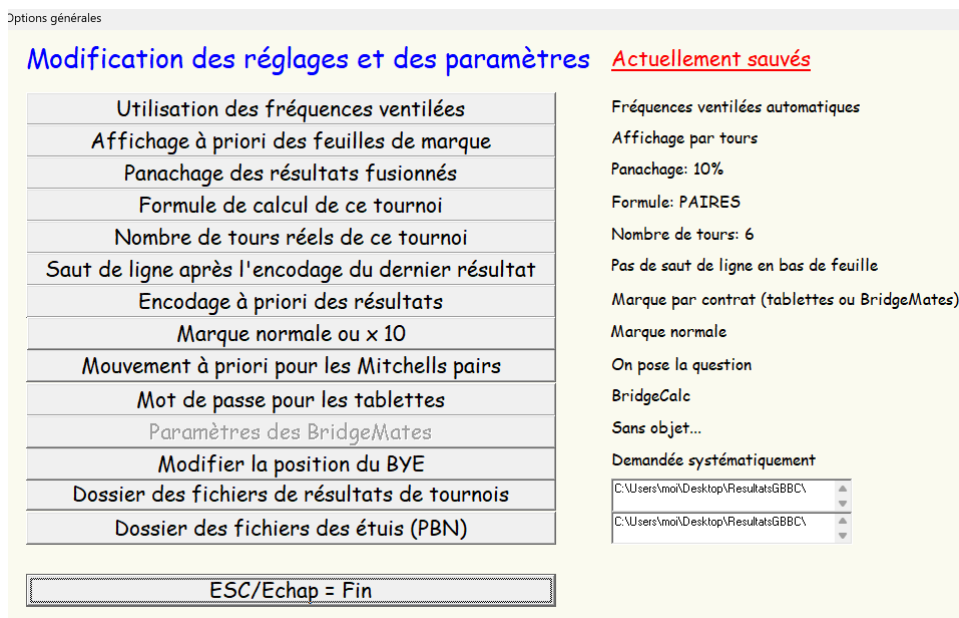 Options générales
Modification des réglages et des paramètres
Actuellement sauvés
Utilisation des fréquences ventilées
Fréquences ventilées automatiques
Affichage à priori des feuilles de marque
Affichage par tours
Panachage des résultats fusionnés
Panachage: 10%
Formule de calcul de ce tournoi
Formule: PAIRES
Nombre de tours réels de ce tournoi
Nombre de tours: 6
Saut de ligne après l'encodage du dernier résultat
Pas de saut de ligne en bas de feuille
Encodage à priori des résultats
Marque par contrat (tablettes ou BridgeMates)
Marque normale ou x 10
Marque normale
Mouvement à priori pour les Mitchells pairs
On pose la question
Mot de passe pour les tablettes
BridgeCalc
Paramètres des BridgeMates
Sans objet...
Modifier la position du BYE
Demandée systématiquement
Dossier des fichiers de résultats de tournois
C:\Users\moi\Desktop\ResultatsGBBC\
Dossier des fichiers des étuis (PBN)
C:\Users\moi\Desktop\ResultatsGBBC\
ESC/Echap = Fin